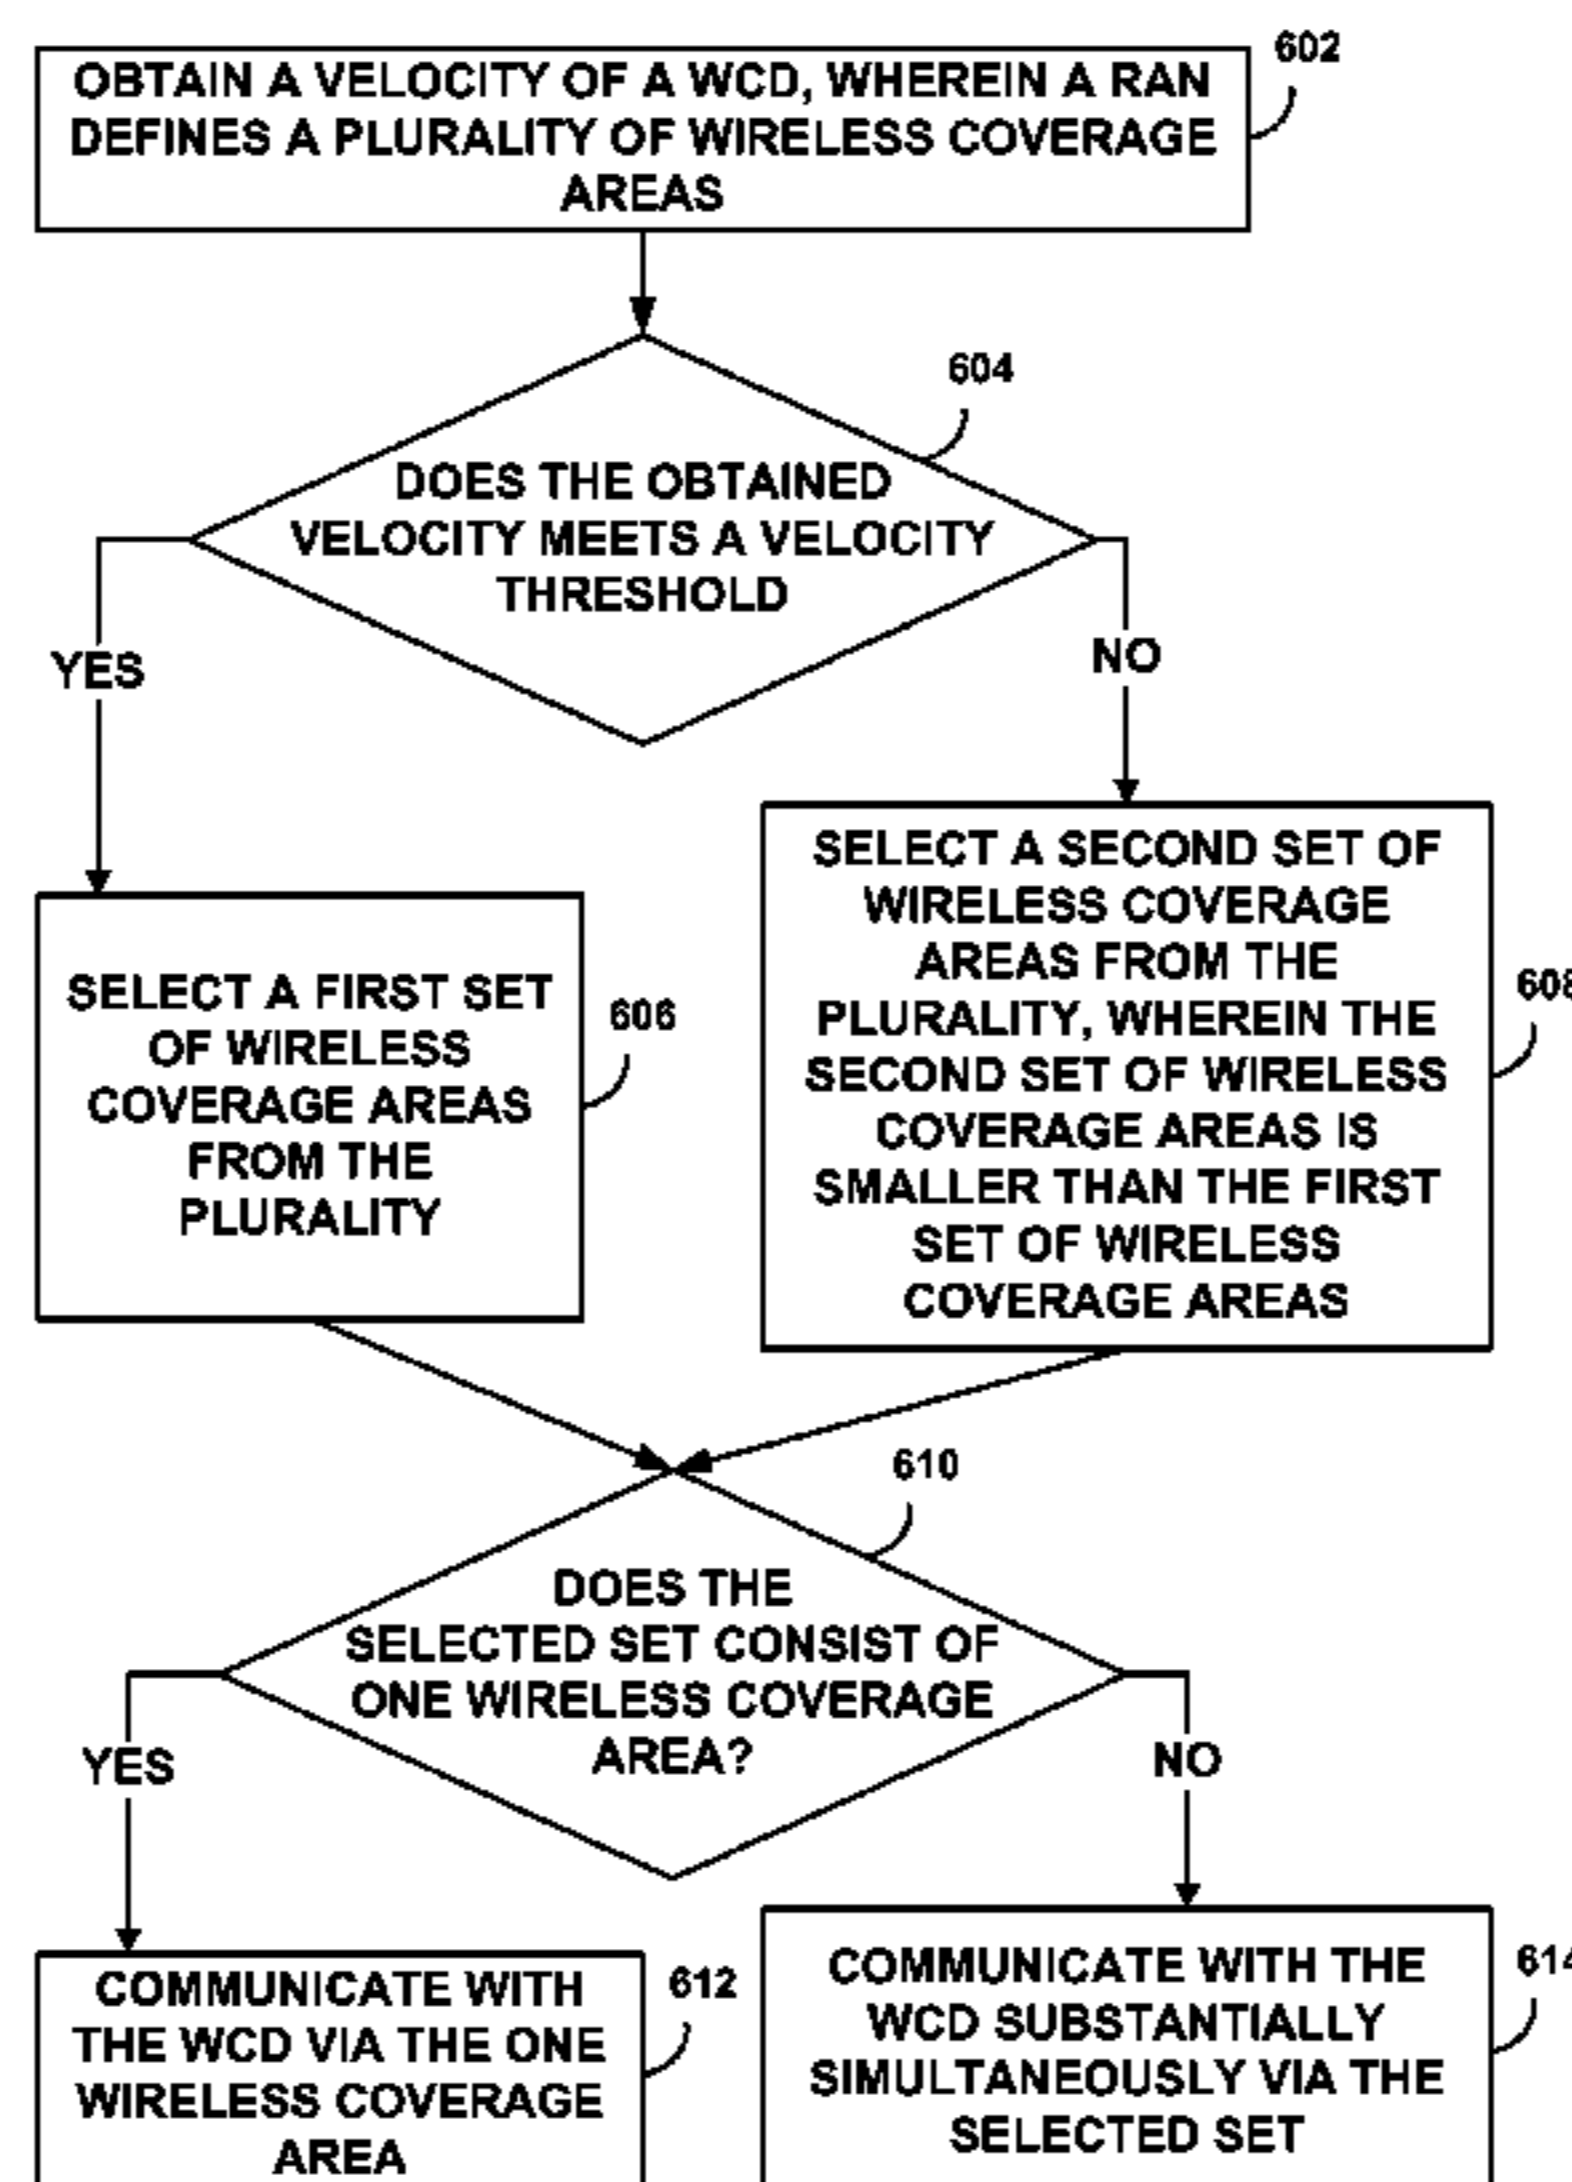 602
OBTAIN A VELOCITY OF A WCD, WHEREIN A RAN
DEFINES A PLURALITY OF WIRELESS COVERAGE
AREAS
604
DOES THE OBTAINED
VELOCITY MEETS A VELOCITY
THRESHOLD
YES
NO
SELECT A FIRST SET
OF WIRELESS
COVERAGE AREAS
FROM THE
PLURALITY
606
SELECT A SECOND SET OF
WIRELESS COVERAGE
AREAS FROM THE
PLURALITY, WHEREIN THE
SECOND SET OF WIRELESS
COVERAGE AREAS IS
SMALLER THAN THE FIRST
SET OF WIRELESS
COVERAGE AREAS
608
610
DOES THE
SELECTED SET CONSIST OF
ONE WIRELESS COVERAGE
AREA?
YES
NO
COMMUNICATE WITH
THE WCD VIA THE ONE
WIRELESS COVERAGE
AREA
612
COMMUNICATE WITH THE
WCD SUBSTANTIALLY
SIMULTANEOUSLY VIA THE
SELECTED SET
614